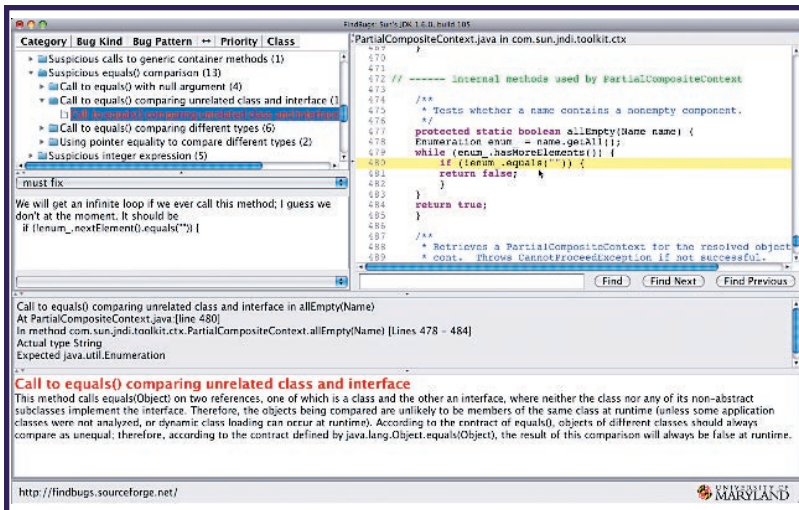 FindBugs: Sun's JDK 1.6.0, build 105
Category Bug Kind Bug Pattern ↔ Priority Class
Suspicious calls to generic container methods (1)
Suspicious equals() comparison (13)
Call to equals() with null argument (4)
Call to equals() comparing unrelated class and interface (1
Call to equals() comparing different types (6)
Using pointer equality to compare different types (2)
Suspicious integer expression (5)
must fix
We will get an infinite loop if we ever call this method; I guess we
don't at the moment. It should be
if (!enum_.nextElement().equals("")) {
PartialCompositeContext.java in com.sun.jndi.toolkit.ctx
469 }
470
471
472 // ------ internal methods used by PartialCompositeContext
473
474 /**
475 * Tests whether a name contains a nonempty component.
476 */
477 protected static boolean allEmpty(Name name) {
478 Enumeration enum_ = name.getAll();
479 while (enum_.hasMoreElements()) {
480 if (!enum_.equals("")) {
481 return false;
482 }
483 }
484 return true;
485 }
486
487 /**
488 * Retrieves a PartialCompositeContext for the resolved object
489 * cont. Throws CannotProceedException if not successful.
Find Find Next Find Previous
Call to equals() comparing unrelated class and interface in allEmpty(Name)
At PartialCompositeContext.java:[line 480]
In method com.sun.jndi.toolkit.ctx.PartialCompositeContext.allEmpty(Name) [Lines 478 - 484]
Actual type String
Expected java.util.Enumeration
Call to equals() comparing unrelated class and interface
This method calls equals(Object) on two references, one of which is a class and the other an interface, where neither the class nor any of its non-abstract
subclasses implement the interface. Therefore, the objects being compared are unlikely to be members of the same class at runtime (unless some application
classes were not analyzed, or dynamic class loading can occur at runtime). According to the contract of equals(), objects of different classes should always
compare as unequal; therefore, according to the contract defined by java.lang.Object.equals(Object), the result of this comparison will always be false at runtime.
http://findbugs.sourceforge.net/
UNIVERSITY OF
MARYLAND